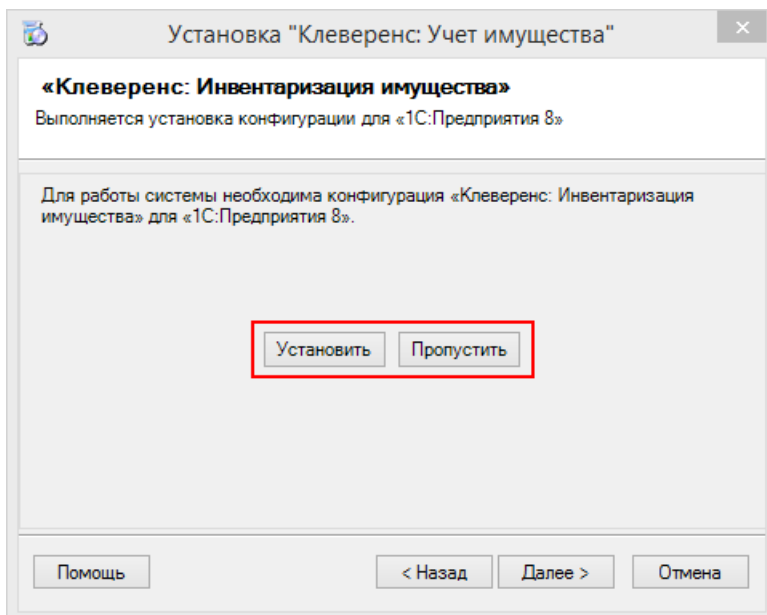 Установка "Клеверенс: Учет имущества"
«Клеверенс: Инвентаризация имущества»
Выполняется установка конфигурации для «1С:Предприятия 8»
Для работы системы необходима конфигурация «Клеверенс: Инвентаризация
имущества» для «1С:Предприятия 8».
Установить Пропустить
Помощь < Назад Далее > Отмена